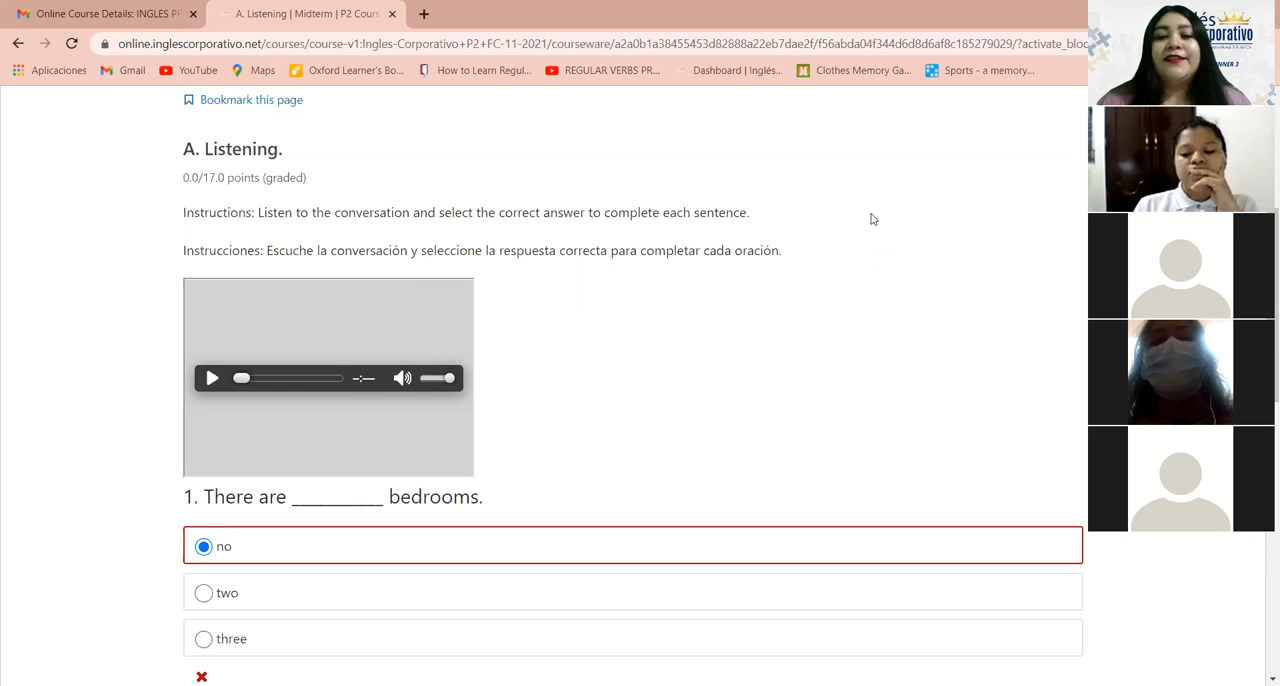 Online Course Details: INGLES PF
A. Listening | Midterm | P2 Cours
online.inglescorporativo.net/courses/course-v1:Ingles-Corporativo+P2+FC-11-2021/courseware/a2a0b1a38455453d82888a22eb7dae2f/f56abda04f344d6d8d6af8c185279029/?activate_bloc
Aplicaciones Gmail YouTube Maps Oxford Learner's Bo... How to Learn Regul... REGULAR VERBS PR... Dashboard | Inglés... Clothes Memory Ga... Sports - a memory...
Bookmark this page
A. Listening.
0.0/17.0 points (graded)
Instructions: Listen to the conversation and select the correct answer to complete each sentence.
Instrucciones: Escuche la conversación y seleccione la respuesta correcta para completar cada oración.
-:--
1. There are __________ bedrooms.
no
two
three